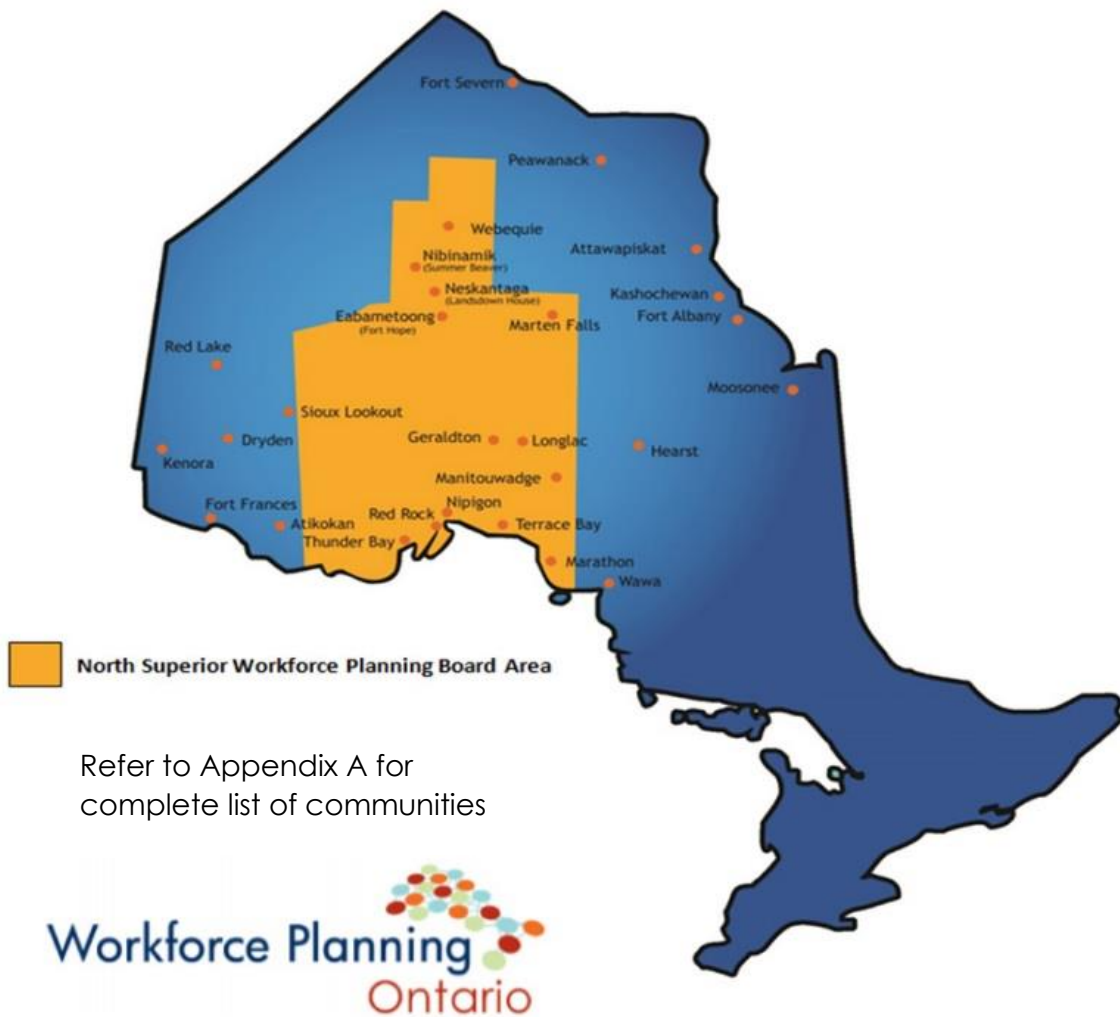 Fort Severn
Peawanack
Webequie
Attawapiskat
Nibinamik
(Summer Beaver)
Neskantaga
(Landsdown House)
Kashochewan
Eabametoong
(Fort Hope)
Marten Falls
Fort Albany
Red Lake
Moosonee
Sioux Lookout
Dryden
Geraldton
Longlac
Hearst
Kenora
Manitouwadge
Fort Frances
Nipigon
Red Rock
Atikokan
Terrace Bay
Thunder Bay
Marathon
Wawa
North Superior Workforce Planning Board Area
Refer to Appendix A for
complete list of communities
Workforce Planning
Ontario